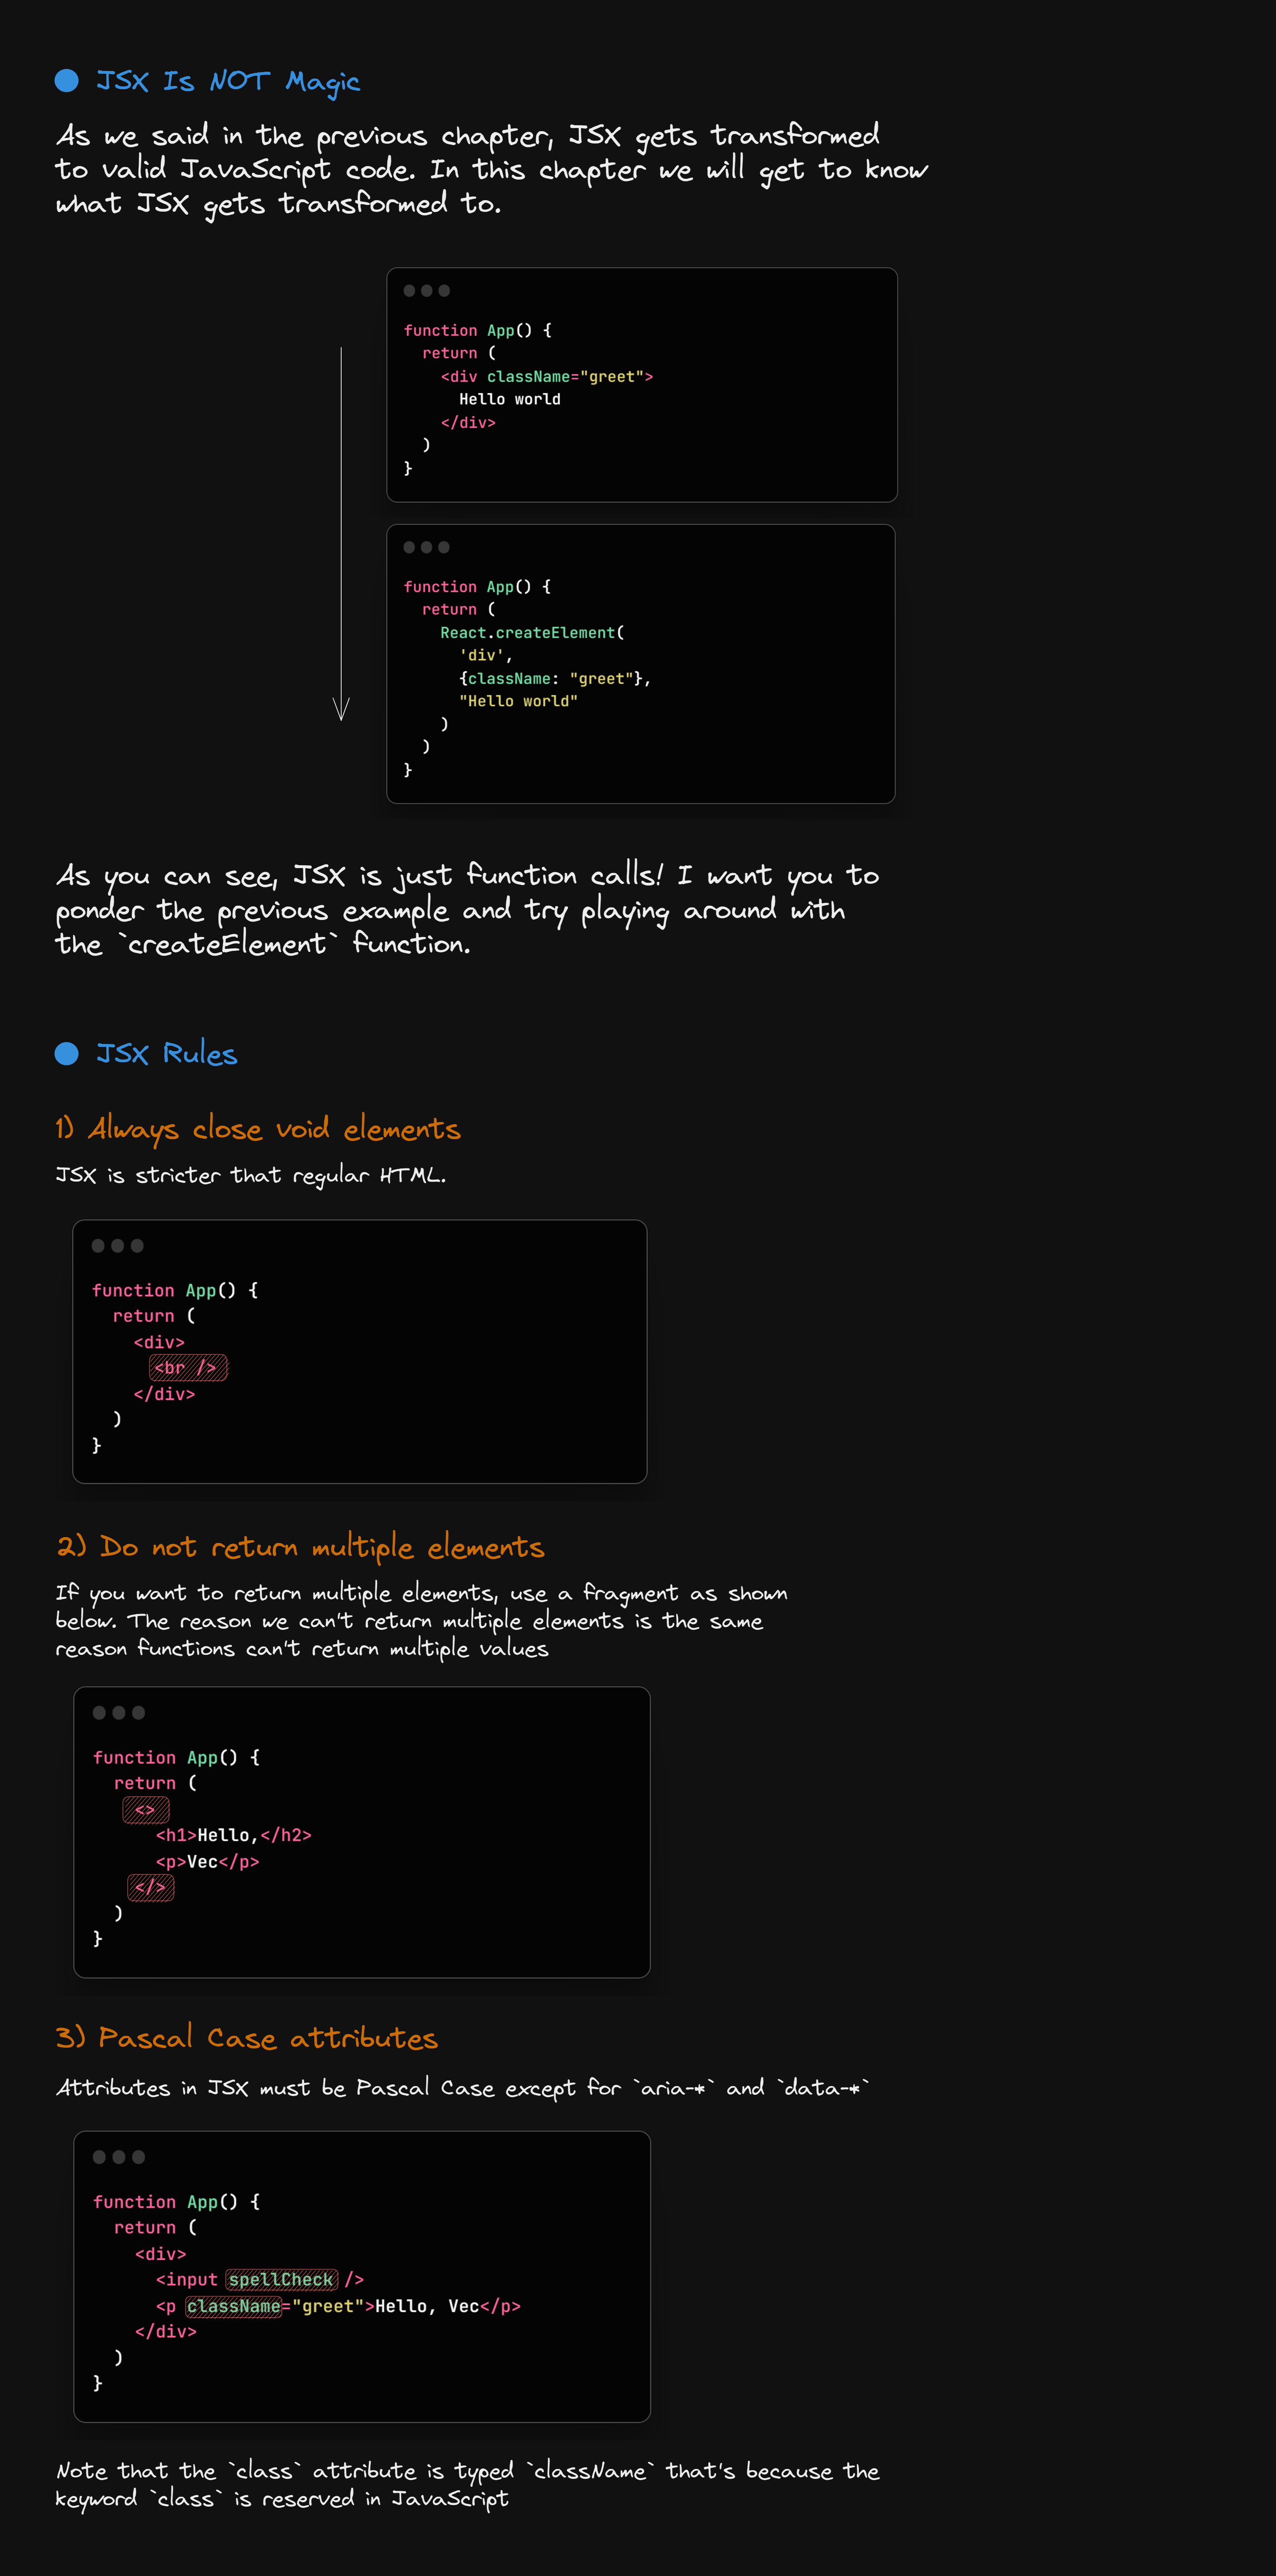 JSX Is NOT Magic
As we said in the previous chapter, JSX gets transformed
to valid JavaScript code. In this chapter we will get to know
what JSX gets transformed to.
function App() {
  return (
    <div className="greet">
      Hello world
    </div>
  )
}
function App() {
  return (
    React.createElement(
      'div',
      {className: "greet"},
      "Hello world"
    )
  )
}
As you can see, JSX is just function calls! I want you to
ponder the previous example and try playing around with
the `createElement` function.
JSX Rules
1) Always close void elements
JSX is stricter that regular HTML.
function App() {
  return (
    <div>
      <br />
    </div>
  )
}
2) Do not return multiple elements
If you want to return multiple elements, use a fragment as shown
below. The reason we can't return multiple elements is the same
reason functions can't return multiple values
function App() {
  return (
    <>
      <h1>Hello,</h2>
      <p>Vec</p>
    </>
  )
}
3) Pascal Case attributes
Attributes in JSX must be Pascal Case except for `aria-*` and `data-*`
function App() {
  return (
    <div>
      <input spellCheck />
      <p className="greet">Hello, Vec</p>
    </div>
  )
}
Note that the `class` attribute is typed `className` that's because the
keyword `class` is reserved in JavaScript